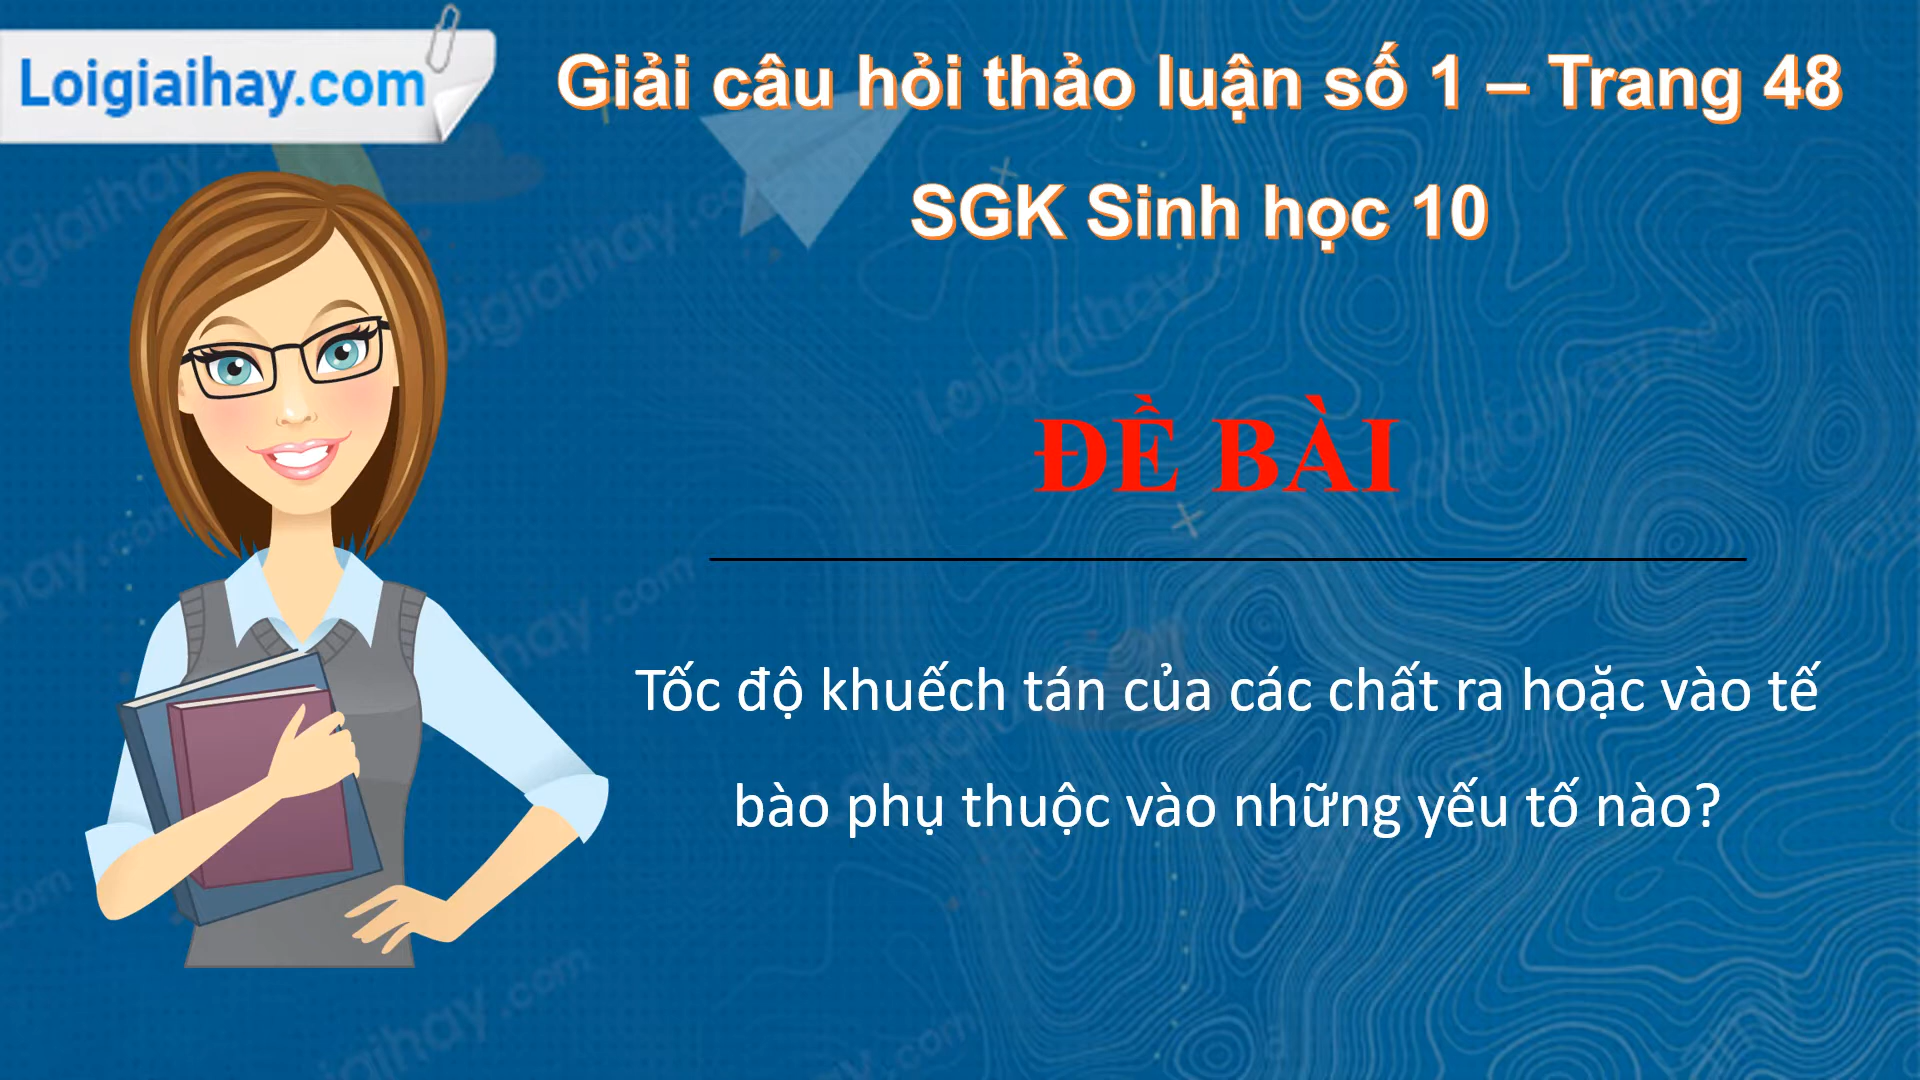 Loigiaihay.com
Giải câu hỏi thảo luận số 1 – Trang 48
SGK Sinh học 10
ĐỀ BÀI
Tốc độ khuếch tán của các chất ra hoặc vào tế
bào phụ thuộc vào những yếu tố nào?